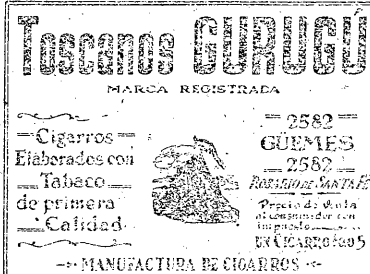 Toscanos GURUGÚ
MARCA REGISTRADA
Cigarros
Elaborados con
Tabaco
de primera
Calidad
2582
GÜEMES
2582
ROSARIO DE SANTA FE
Precio de venta
al consumidor con
impuesto
UN CIGARRO $ 0.05
MANUFACTURA DE CIGARROS